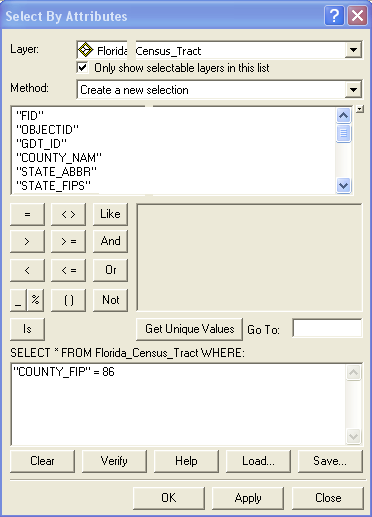 Select By Attributes
Layer: Florida Census_Tract
Only show selectable layers in this list
Method: Create a new selection
"FID"
"OBJECTID"
"GDT_ID"
"COUNTY_NAM"
"STATE_ABBR"
"STATE_FIPS"
= < > Like
> > = And
< < = Or
_ % ( ) Not
Is Get Unique Values Go To:
SELECT * FROM Florida_Census_Tract WHERE:
"COUNTY_FIP" = 86
Clear Verify Help Load... Save...
OK Apply Close